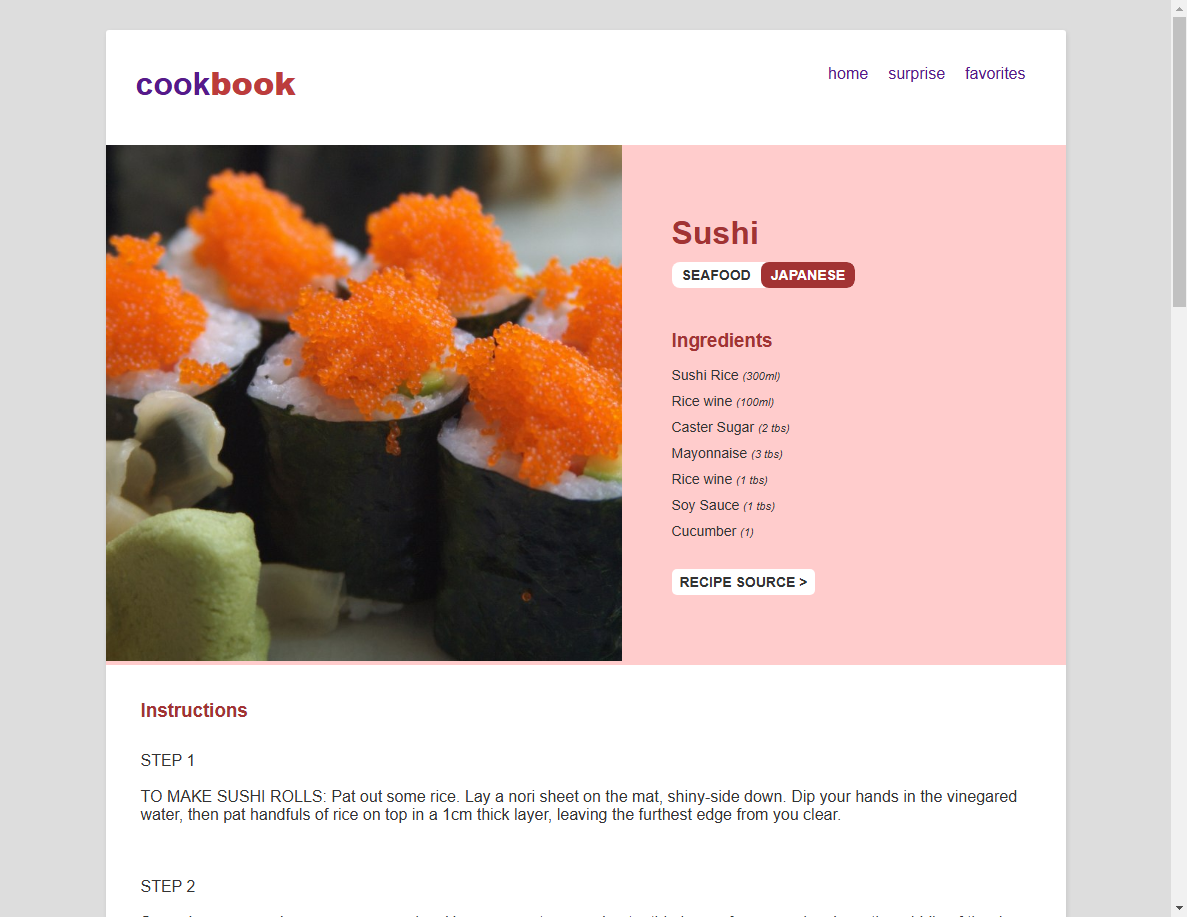 cookbook
home surprise favorites
Sushi
SEAFOOD JAPANESE
Ingredients
Sushi Rice (300ml)
Rice wine (100ml)
Caster Sugar (2 tbs)
Mayonnaise (3 tbs)
Rice wine (1 tbs)
Soy Sauce (1 tbs)
Cucumber (1)
RECIPE SOURCE >
Instructions
STEP 1
TO MAKE SUSHI ROLLS: Pat out some rice. Lay a nori sheet on the mat, shiny-side down. Dip your hands in the vinegared
water, then pat handfuls of rice on top in a 1cm thick layer, leaving the furthest edge from you clear.
STEP 2